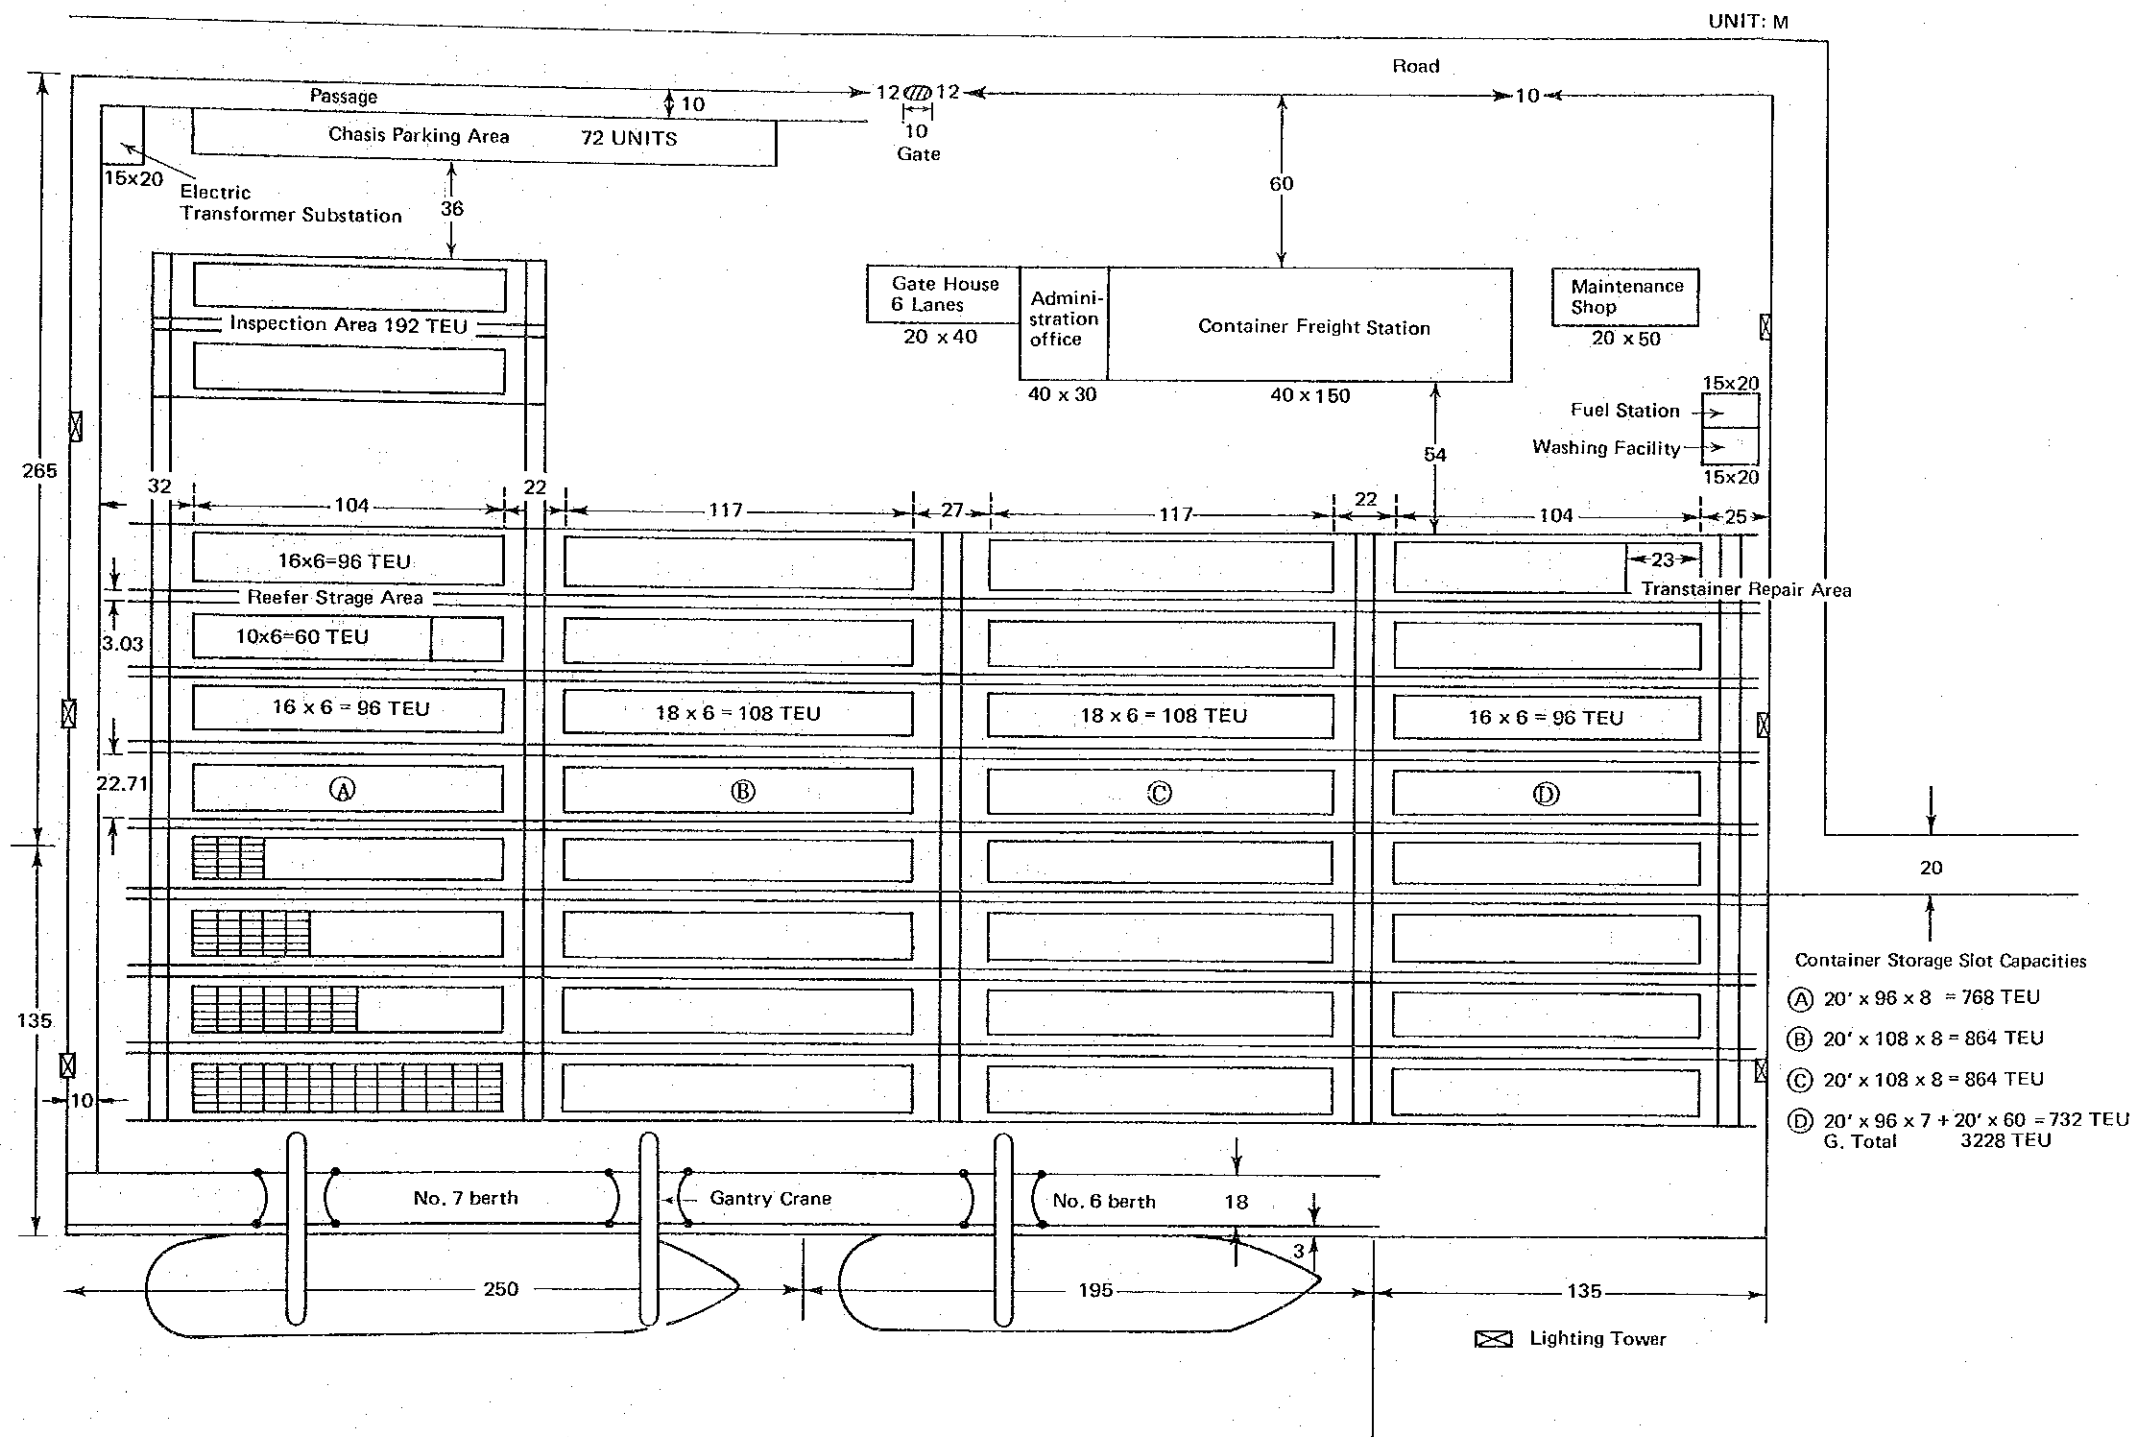 UNIT: M
Road
Passage
10
12
12
10
10
Gate
Chasis Parking Area 72 UNITS
15x20
Electric
Transformer Substation
36
60
Gate House
6 Lanes
20 x 40
Admini-
stration
office
40 x 30
Container Freight Station
40 x 150
Maintenance
Shop
20 x 50
Inspection Area 192 TEU
15x20
Fuel Station
Washing Facility
15x20
54
265
32
104
22
117
27
117
22
104
25
16x6=96 TEU
23
Transtainer Repair Area
Reefer Strage Area
10x6=60 TEU
3.03
16 x 6 = 96 TEU
18 x 6 = 108 TEU
18 x 6 = 108 TEU
16 x 6 = 96 TEU
22.71
A
B
C
D
20
135
10
Container Storage Slot Capacities
A 20' x 96 x 8 = 768 TEU
B 20' x 108 x 8 = 864 TEU
C 20' x 108 x 8 = 864 TEU
D 20' x 96 x 7 + 20' x 60 = 732 TEU
G. Total 3228 TEU
No. 7 berth
Gantry Crane
No. 6 berth
18
3
250
195
135
Lighting Tower